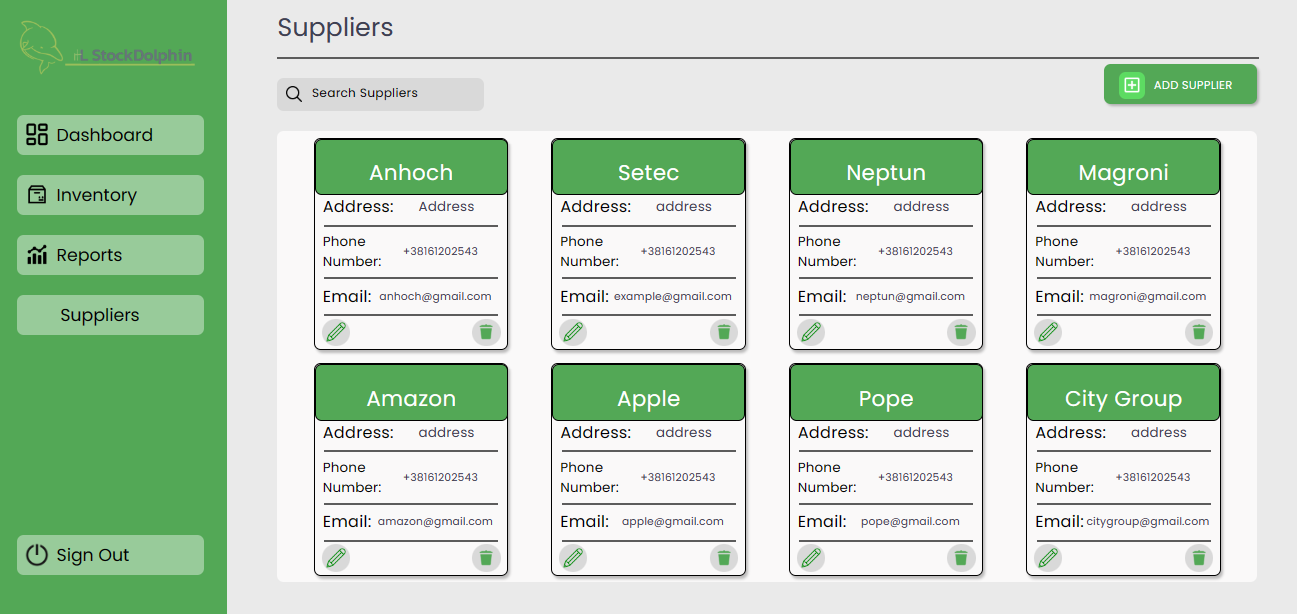 StockDolphin
Dashboard
Inventory
Reports
Suppliers
Sign Out
Suppliers
Search Suppliers
ADD SUPPLIER
Anhoch
Address: Address
Phone
Number: +38161202543
Email: anhoch@gmail.com
Setec
Address: address
Phone
Number: +38161202543
Email: example@gmail.com
Neptun
Address: address
Phone
Number: +38161202543
Email: neptun@gmail.com
Magroni
Address: address
Phone
Number: +38161202543
Email: magroni@gmail.com
Amazon
Address: address
Phone
Number: +38161202543
Email: amazon@gmail.com
Apple
Address: address
Phone
Number: +38161202543
Email: apple@gmail.com
Pope
Address: address
Phone
Number: +38161202543
Email: pope@gmail.com
City Group
Address: address
Phone
Number: +38161202543
Email: citygroup@gmail.com